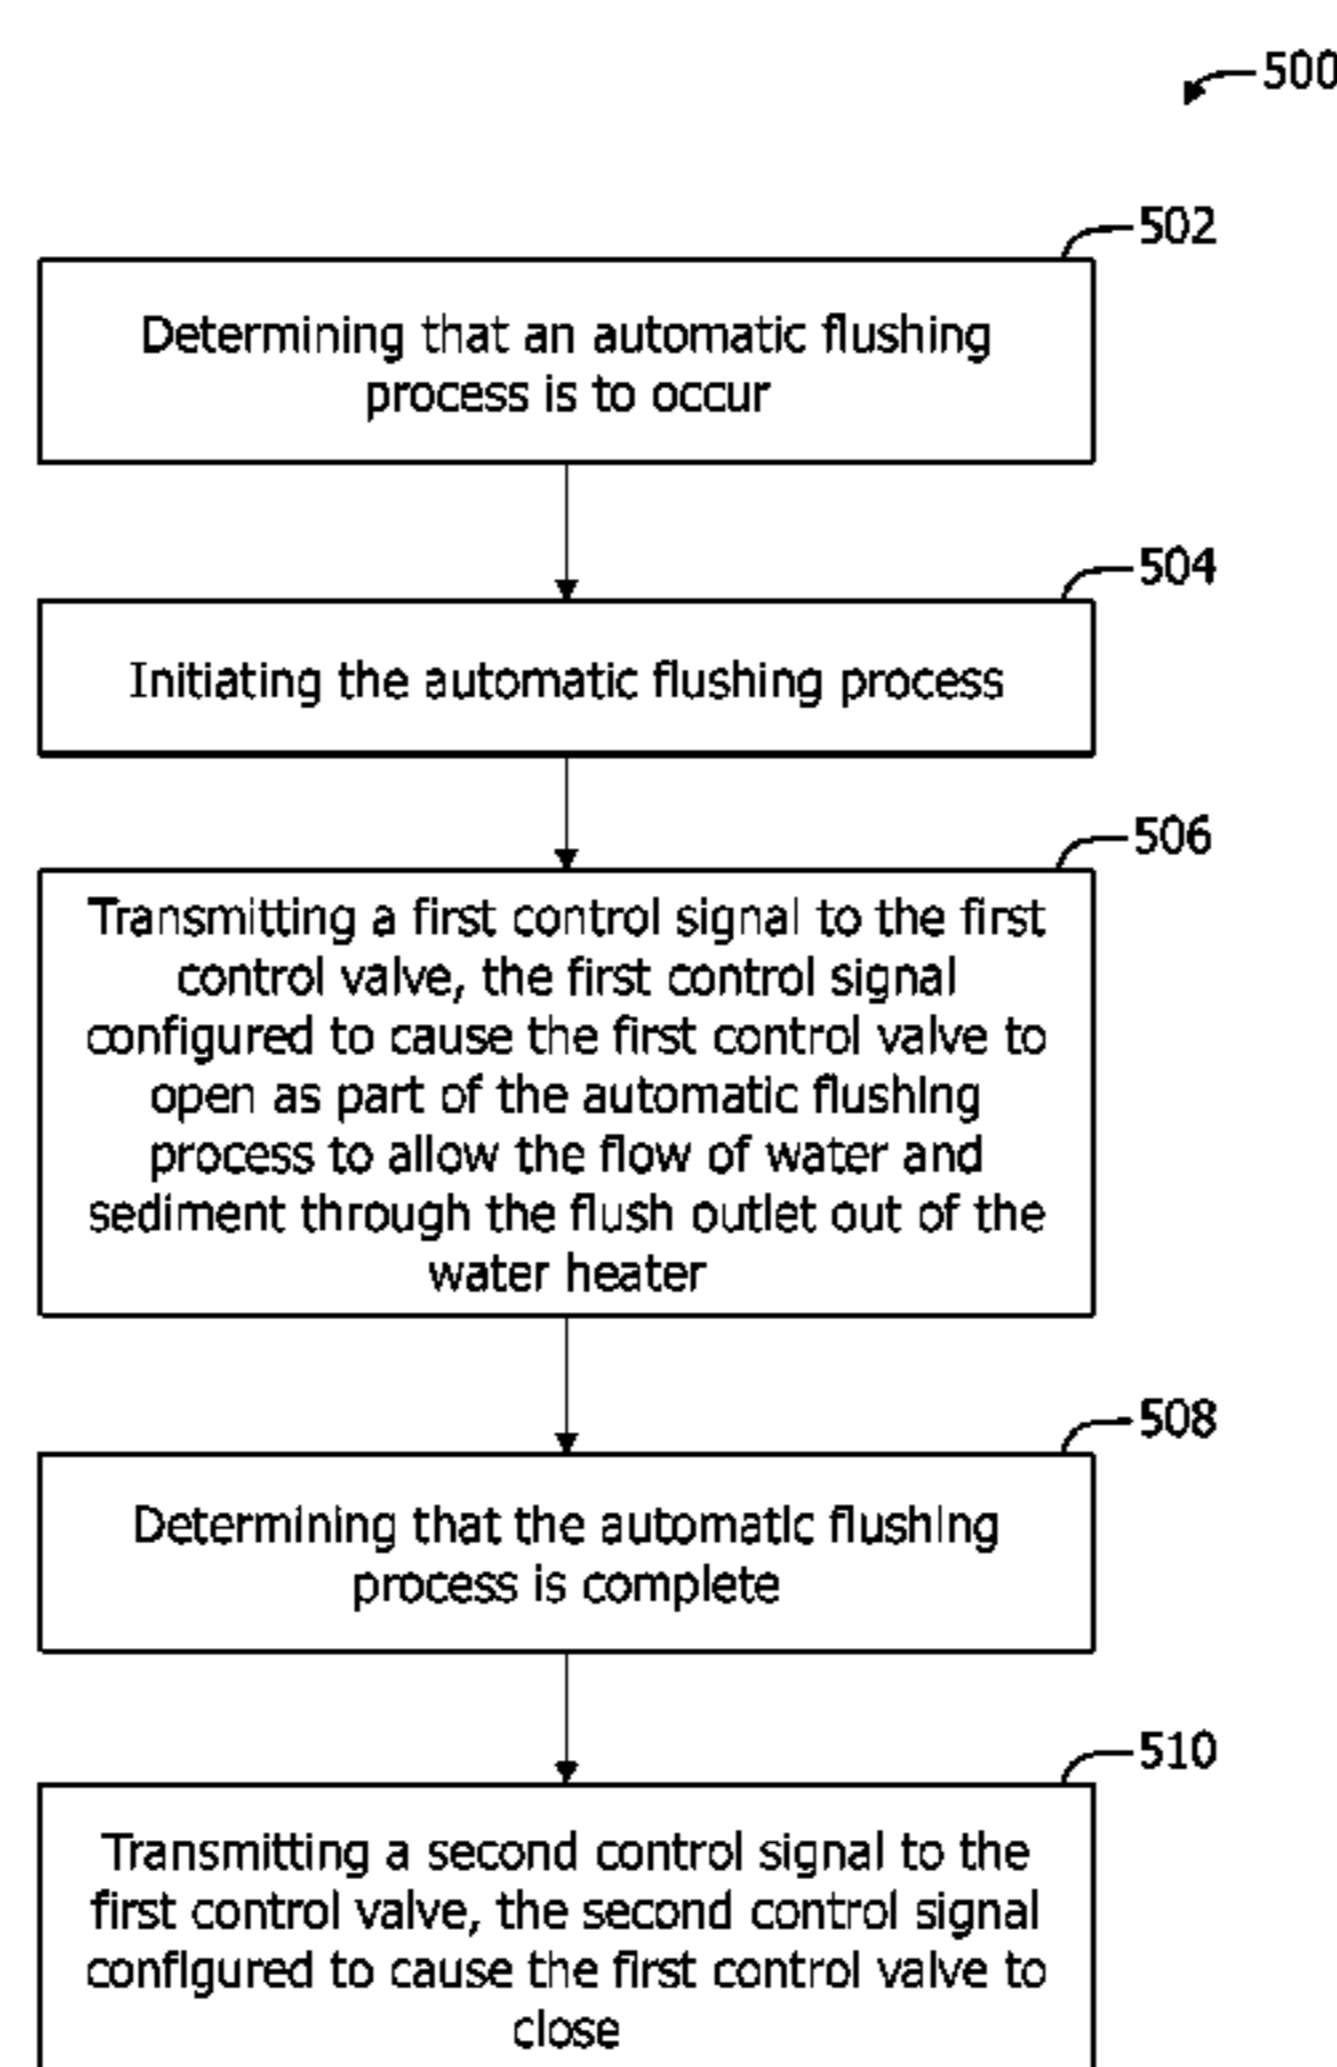 500
502
Determining that an automatic flushing
process is to occur
504
Initiating the automatic flushing process
506
Transmitting a first control signal to the first
control valve, the first control signal
configured to cause the first control valve to
open as part of the automatic flushing
process to allow the flow of water and
sediment through the flush outlet out of the
water heater
508
Determining that the automatic flushing
process is complete
510
Transmitting a second control signal to the
first control valve, the second control signal
configured to cause the first control valve to
close